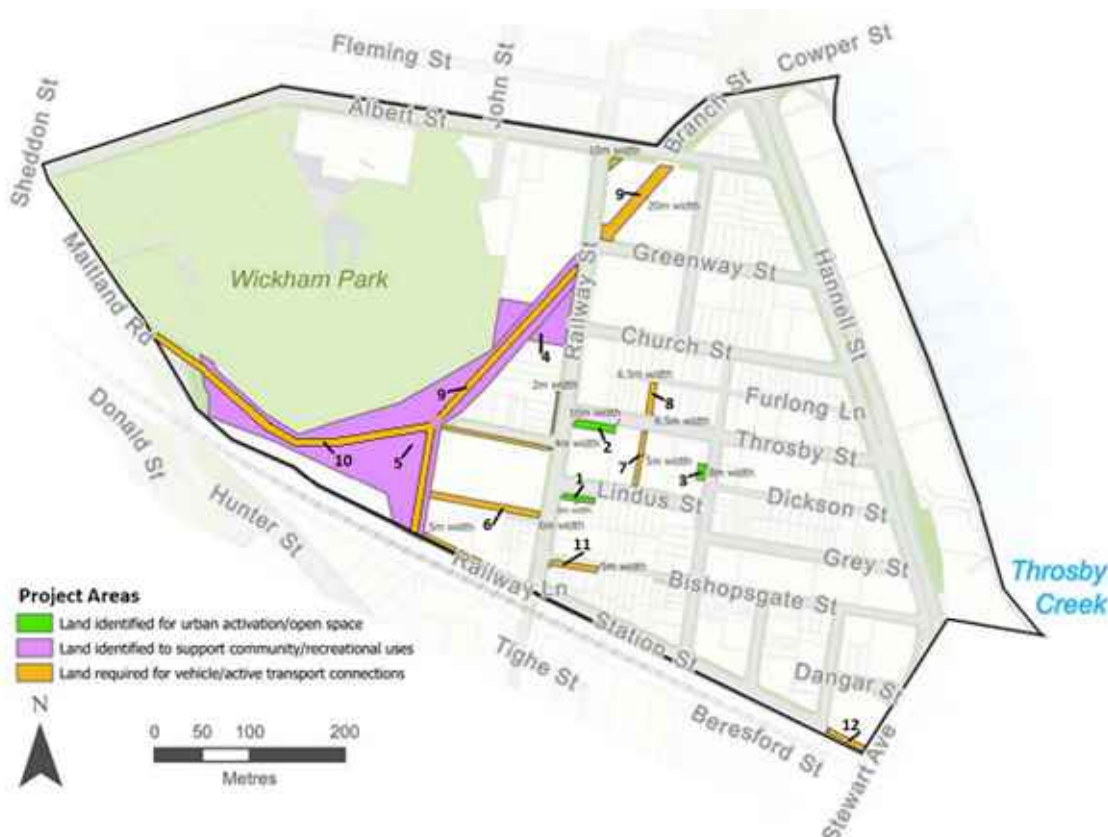 Cowper St
Fleming St
John St
Branch St
Sheddon St
Albert St
10m width
9
20m width
Maitland Rd
Wickham Park
Railway St
Greenway St
Hannell St
4
Church St
6.5m width
2m width
8
Furlong Ln
9
10m width
6.5m width
2
4m width
Throsby St
Donald St
10
5
7
5m width
3
8m width
1
Lindus St
Dickson St
Hunter St
5m width
6
11
5m width
Grey St
Railway Ln
Bishopsgate St
Throsby
Creek
Project Areas
Land identified for urban activation/open space
Land identified to support community/recreational uses
Land required for vehicle/active transport connections
Station St
Tighe St
Dangar St
Beresford St
12
Stewart Ave
N
0 50 100 200
Metres